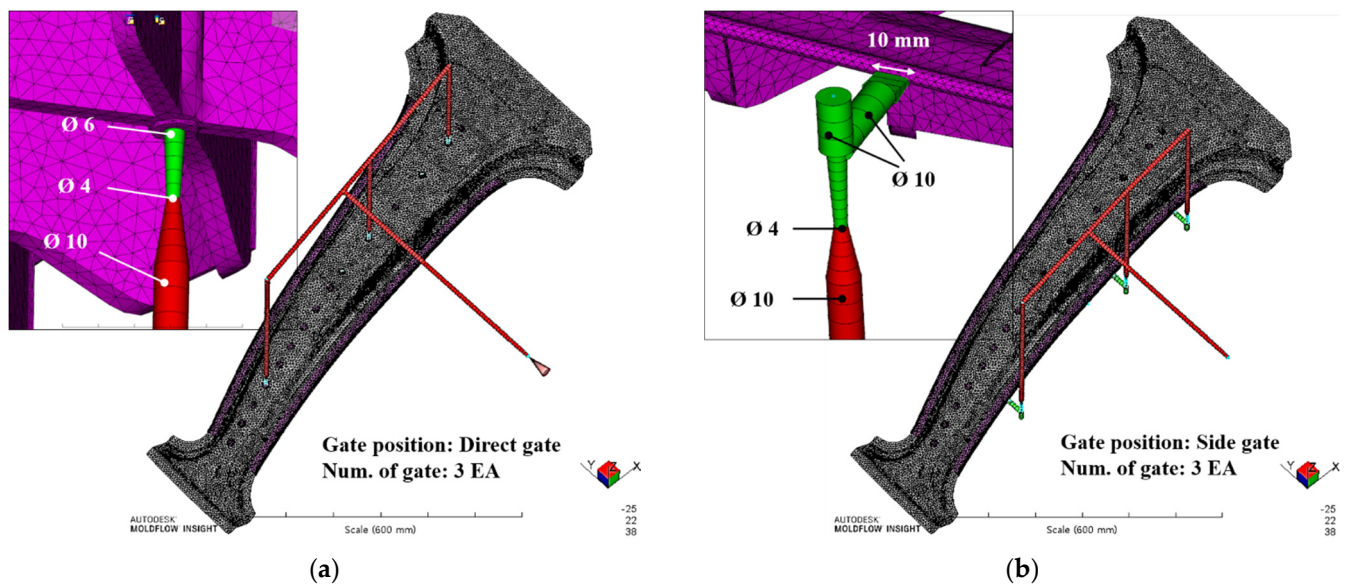 Ø 6
Ø 4
Ø 10
Gate position: Direct gate
Num. of gate: 3 EA
Y Z X
AUTODESK®
MOLDFLOW INSIGHT
Scale (600 mm)
-25
22
38
(a)
10 mm
Ø 10
Ø 4
Ø 10
Gate position: Side gate
Num. of gate: 3 EA
Y Z X
AUTODESK®
MOLDFLOW INSIGHT
Scale (600 mm)
-25
22
38
(b)